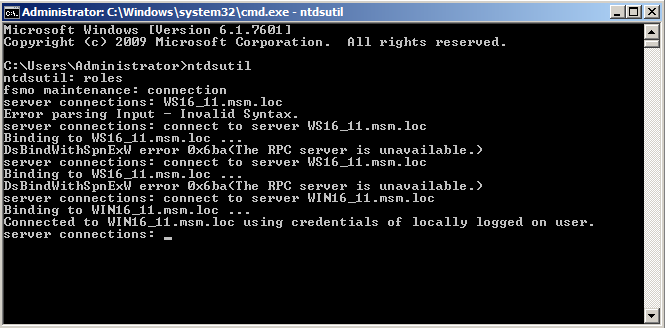 Administrator: C:\Windows\system32\cmd.exe - ntdsutil
Microsoft Windows [Version 6.1.7601]
Copyright (c) 2009 Microsoft Corporation.  All rights reserved.
C:\Users\Administrator>ntdsutil
ntdsutil: roles
fsmo maintenance: connection
server connections: WS16_11.msm.loc
Error parsing Input - Invalid Syntax.
server connections: connect to server WS16_11.msm.loc
Binding to WS16_11.msm.loc ...
DsBindWithSpnExW error 0x6ba(The RPC server is unavailable.)
server connections: connect to server WS16_11.msm.loc
Binding to WS16_11.msm.loc ...
DsBindWithSpnExW error 0x6ba(The RPC server is unavailable.)
server connections: connect to server WIN16_11.msm.loc
Binding to WIN16_11.msm.loc ...
Connected to WIN16_11.msm.loc using credentials of locally logged on user.
server connections: _